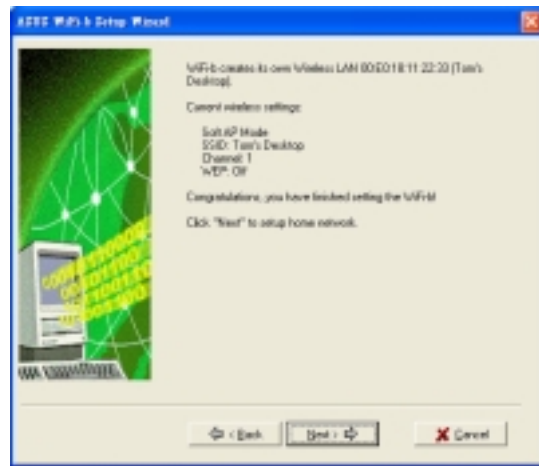 ASUS WiFi-b Setup Wizard
WiFi-b creates its own Wireless LAN 00:E0:18:11:22:33 (Tom's
Desktop).
Current wireless settings:
Soft AP Mode
SSID: Tom's Desktop
Channel: 1
WEP: Off
Congratulations, you have finished setting the WiFi-b!
Click "Next" to setup home network.
< Back
Next >
Cancel